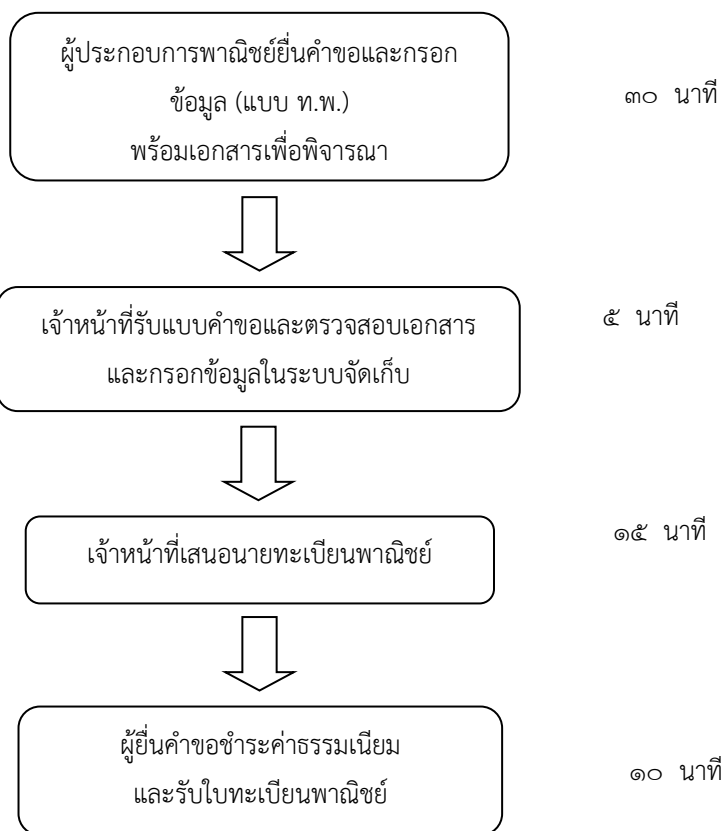 ผู้ประกอบการพาณิชย์ยื่นคำขอและกรอก
ข้อมูล (แบบ ท.พ.)
พร้อมเอกสารเพื่อพิจารณา
๓๐ นาที
เจ้าหน้าที่รับแบบคำขอและตรวจสอบเอกสาร
และกรอกข้อมูลในระบบจัดเก็บ
๕ นาที
เจ้าหน้าที่เสนอนายทะเบียนพาณิชย์
๑๕ นาที
ผู้ยื่นคำขอชำระค่าธรรมเนียม
และรับใบทะเบียนพาณิชย์
๑๐ นาที